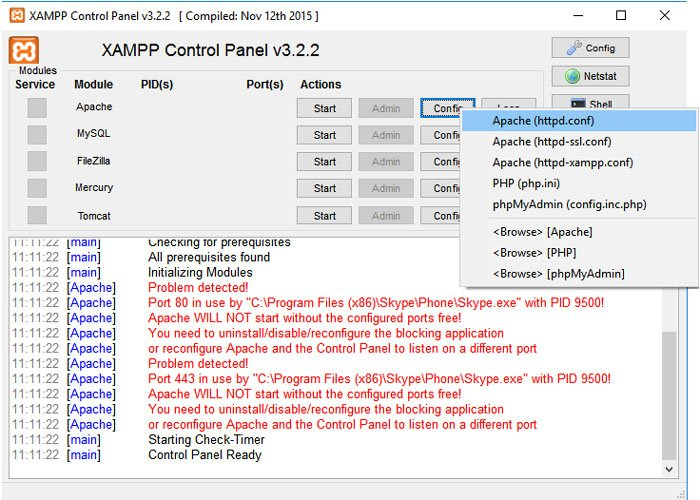 XAMPP Control Panel v3.2.2 [ Compiled: Nov 12th 2015 ]
XAMPP Control Panel v3.2.2
Config
Netstat
Shell
Modules
Service Module PID(s) Port(s) Actions
Apache Start Admin Config Logs
MySQL Start Admin Config
FileZilla Start Admin Config
Mercury Start Admin Config
Tomcat Start Admin Config
Apache (httpd.conf)
Apache (httpd-ssl.conf)
Apache (httpd-xampp.conf)
PHP (php.ini)
phpMyAdmin (config.inc.php)
<Browse> [Apache]
<Browse> [PHP]
<Browse> [phpMyAdmin]
11:11:22 [main] Checking for prerequisites
11:11:22 [main] All prerequisites found
11:11:22 [main] Initializing Modules
11:11:22 [Apache] Problem detected!
11:11:22 [Apache] Port 80 in use by "C:\Program Files (x86)\Skype\Phone\Skype.exe" with PID 9500!
11:11:22 [Apache] Apache WILL NOT start without the configured ports free!
11:11:22 [Apache] You need to uninstall/disable/reconfigure the blocking application
11:11:22 [Apache] or reconfigure Apache and the Control Panel to listen on a different port
11:11:22 [Apache] Problem detected!
11:11:22 [Apache] Port 443 in use by "C:\Program Files (x86)\Skype\Phone\Skype.exe" with PID 9500!
11:11:22 [Apache] Apache WILL NOT start without the configured ports free!
11:11:22 [Apache] You need to uninstall/disable/reconfigure the blocking application
11:11:22 [Apache] or reconfigure Apache and the Control Panel to listen on a different port
11:11:22 [main] Starting Check-Timer
11:11:22 [main] Control Panel Ready